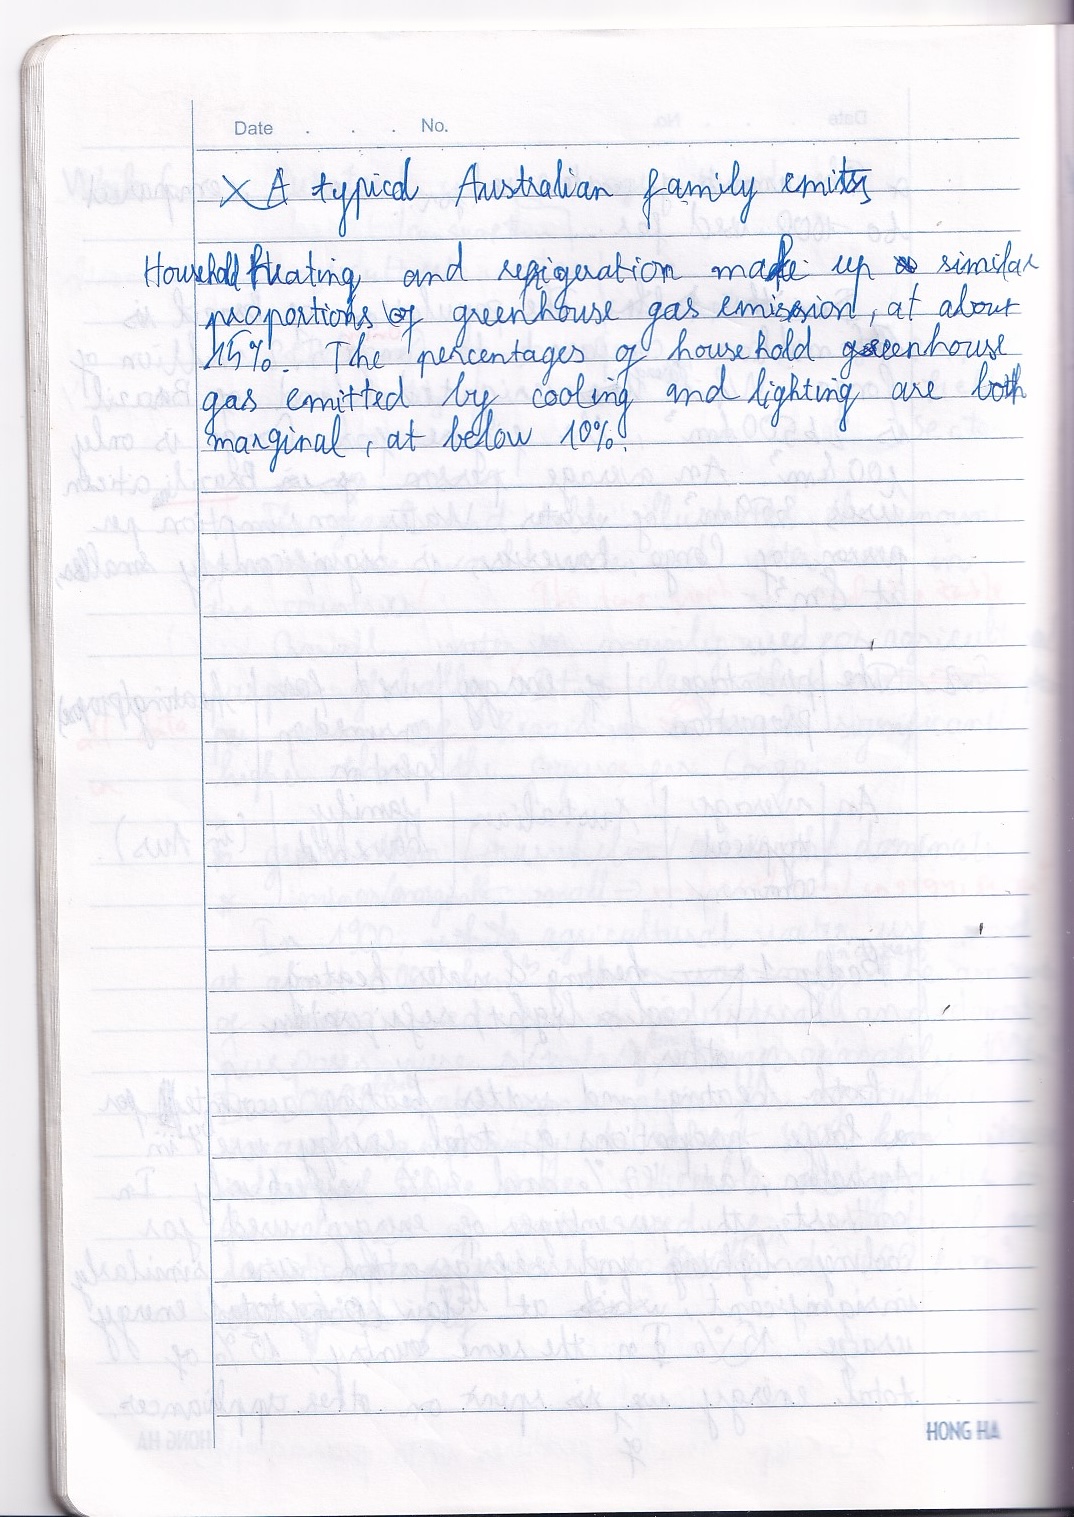 Date . . . No.
X A typical Australian family emits
Household heating and refrigeration make up similar
proportions of greenhouse gas emission, at about
15%. The percentages of household greenhouse
gas emitted by cooling and lighting are both
marginal, at below 10%.
HONG HA